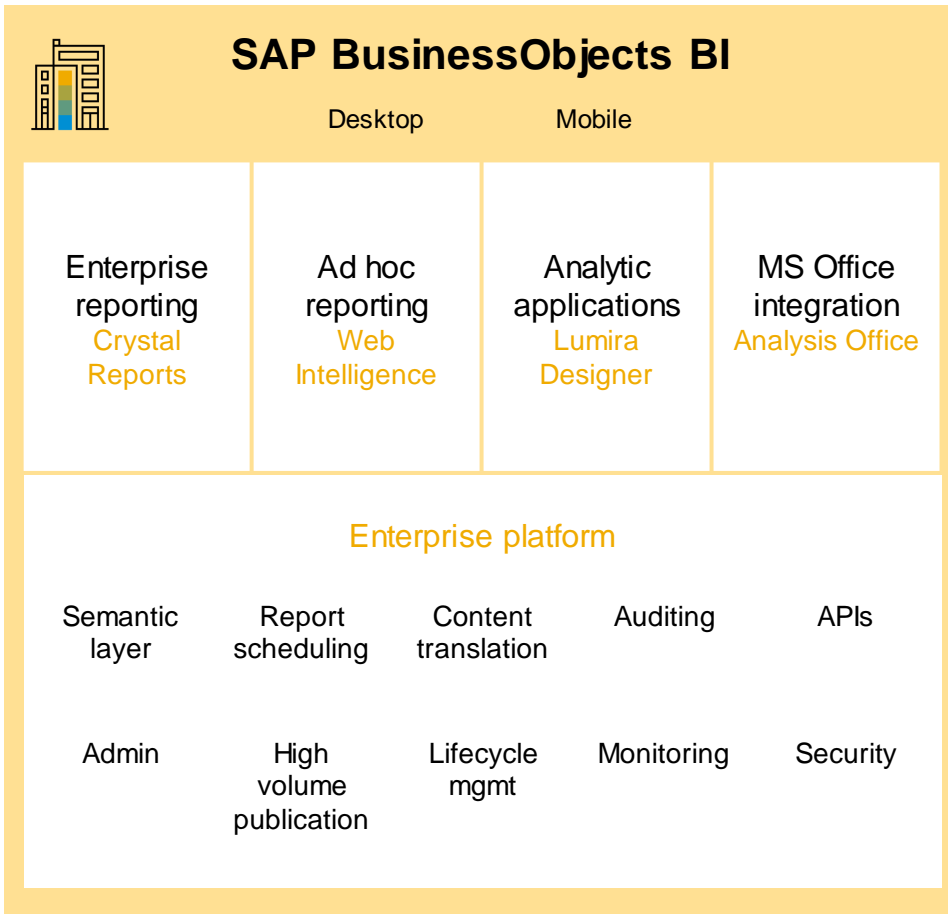 SAP BusinessObjects BI
Desktop
Mobile
Enterprise
reporting
Crystal
Reports
Ad hoc
reporting
Web
Intelligence
Analytic
applications
Lumira
Designer
MS Office
integration
Analysis Office
Enterprise platform
Semantic
layer
Report
scheduling
Content
translation
Auditing
APIs
Admin
High
volume
publication
Lifecycle
mgmt
Monitoring
Security